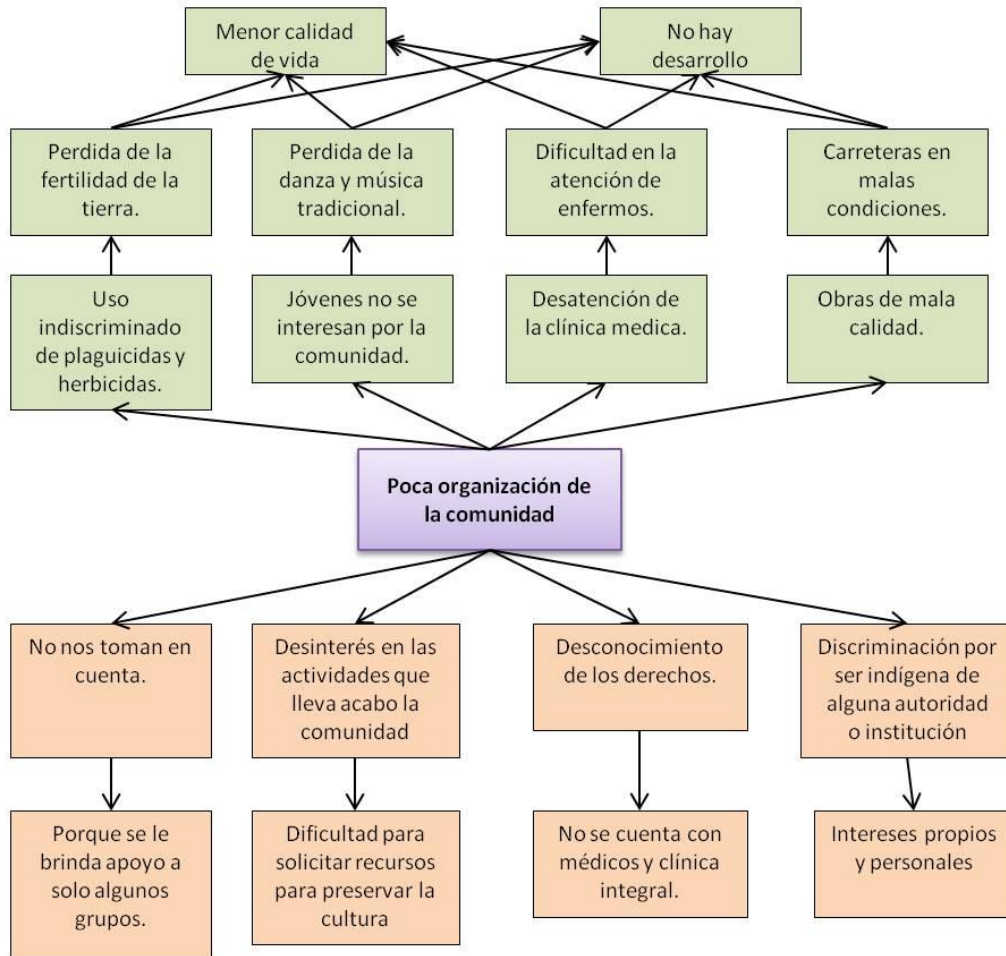 Menor calidad
de vida
No hay
desarrollo
Perdida de la
fertilidad de la
tierra.
Perdida de la
danza y música
tradicional.
Dificultad en la
atención de
enfermos.
Carreteras en
malas
condiciones.
Uso
indiscriminado
de plaguicidas y
herbicidas.
Jóvenes no se
interesan por la
comunidad.
Desatención de
la clínica medica.
Obras de mala
calidad.
Poca organización de
la comunidad
No nos toman en
cuenta.
Desinterés en las
actividades que
lleva acabo la
comunidad
Desconocimiento
de los derechos.
Discriminación por
ser indígena de
alguna autoridad
o institución
Porque se le
brinda apoyo a
solo algunos
grupos.
Dificultad para
solicitar recursos
para preservar la
cultura
No se cuenta con
médicos y clínica
integral.
Intereses propios
y personales